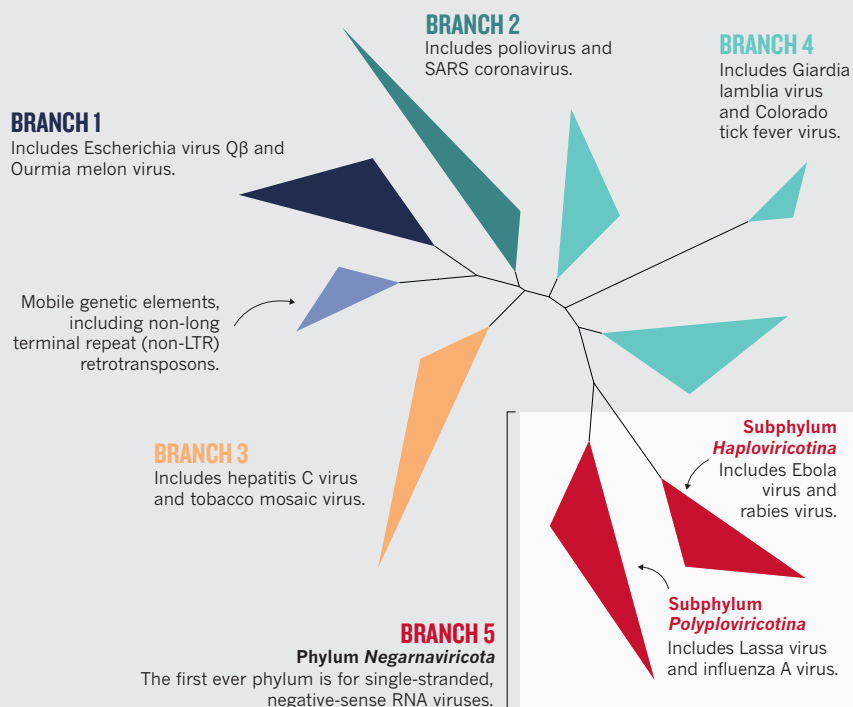 BRANCH 2
Includes poliovirus and
SARS coronavirus.
BRANCH 4
Includes Giardia
lamblia virus
and Colorado
tick fever virus.
BRANCH 1
Includes Escherichia virus Qβ and
Ourmia melon virus.
Mobile genetic elements,
including non-long
terminal repeat (non-LTR)
retrotransposons.
BRANCH 3
Includes hepatitis C virus
and tobacco mosaic virus.
Subphylum
Haploviricotina
Includes Ebola
virus and
rabies virus.
Subphylum
Polyploviricotina
Includes Lassa virus
and influenza A virus.
BRANCH 5
Phylum Negarnaviricota
The first ever phylum is for single-stranded,
negative-sense RNA viruses.